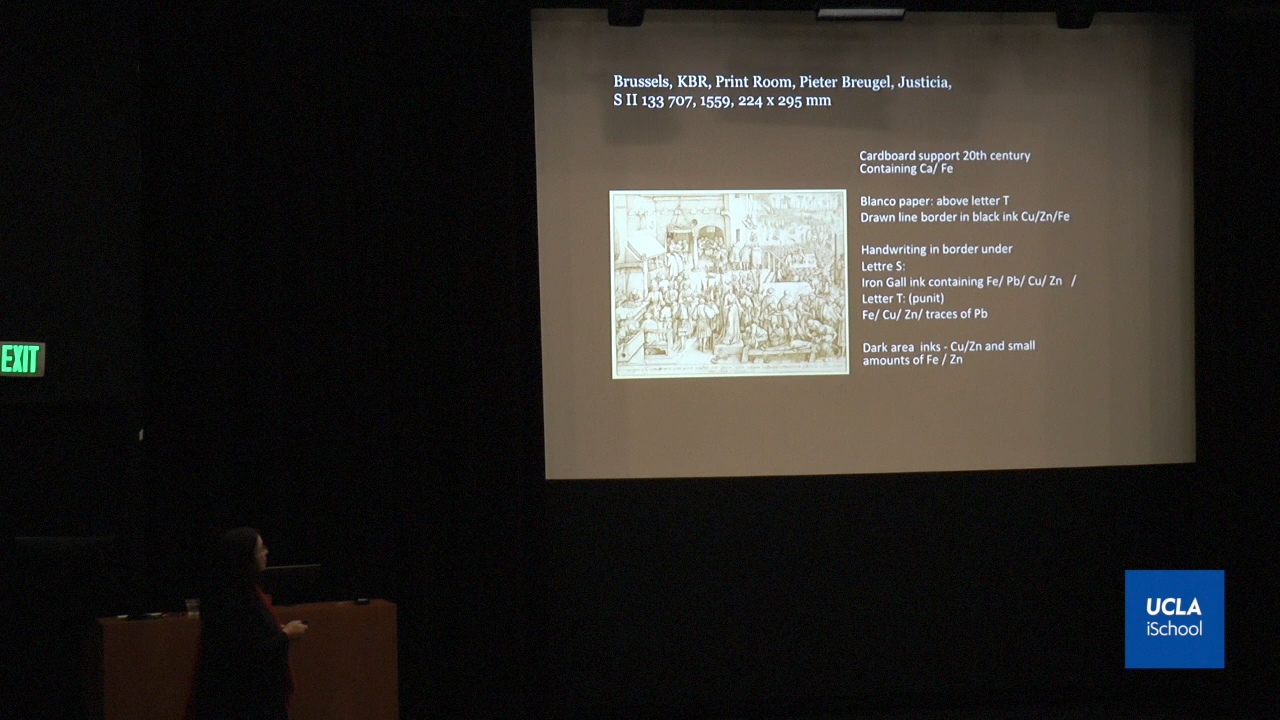 Brussels, KBR, Print Room, Pieter Breugel, Justicia,
S II 133 707, 1559, 224 x 295 mm
Cardboard support 20th century
Containing Ca/ Fe
Blanco paper: above letter T
Drawn line border in black ink Cu/Zn/Fe
Handwriting in border under
Lettre S:
Iron Gall ink containing Fe/ Pb/ Cu/ Zn /
Letter T: (punit)
Fe/ Cu/ Zn/ traces of Pb
Dark area inks - Cu/Zn and small
amounts of Fe / Zn
EXIT
UCLA
iSchool